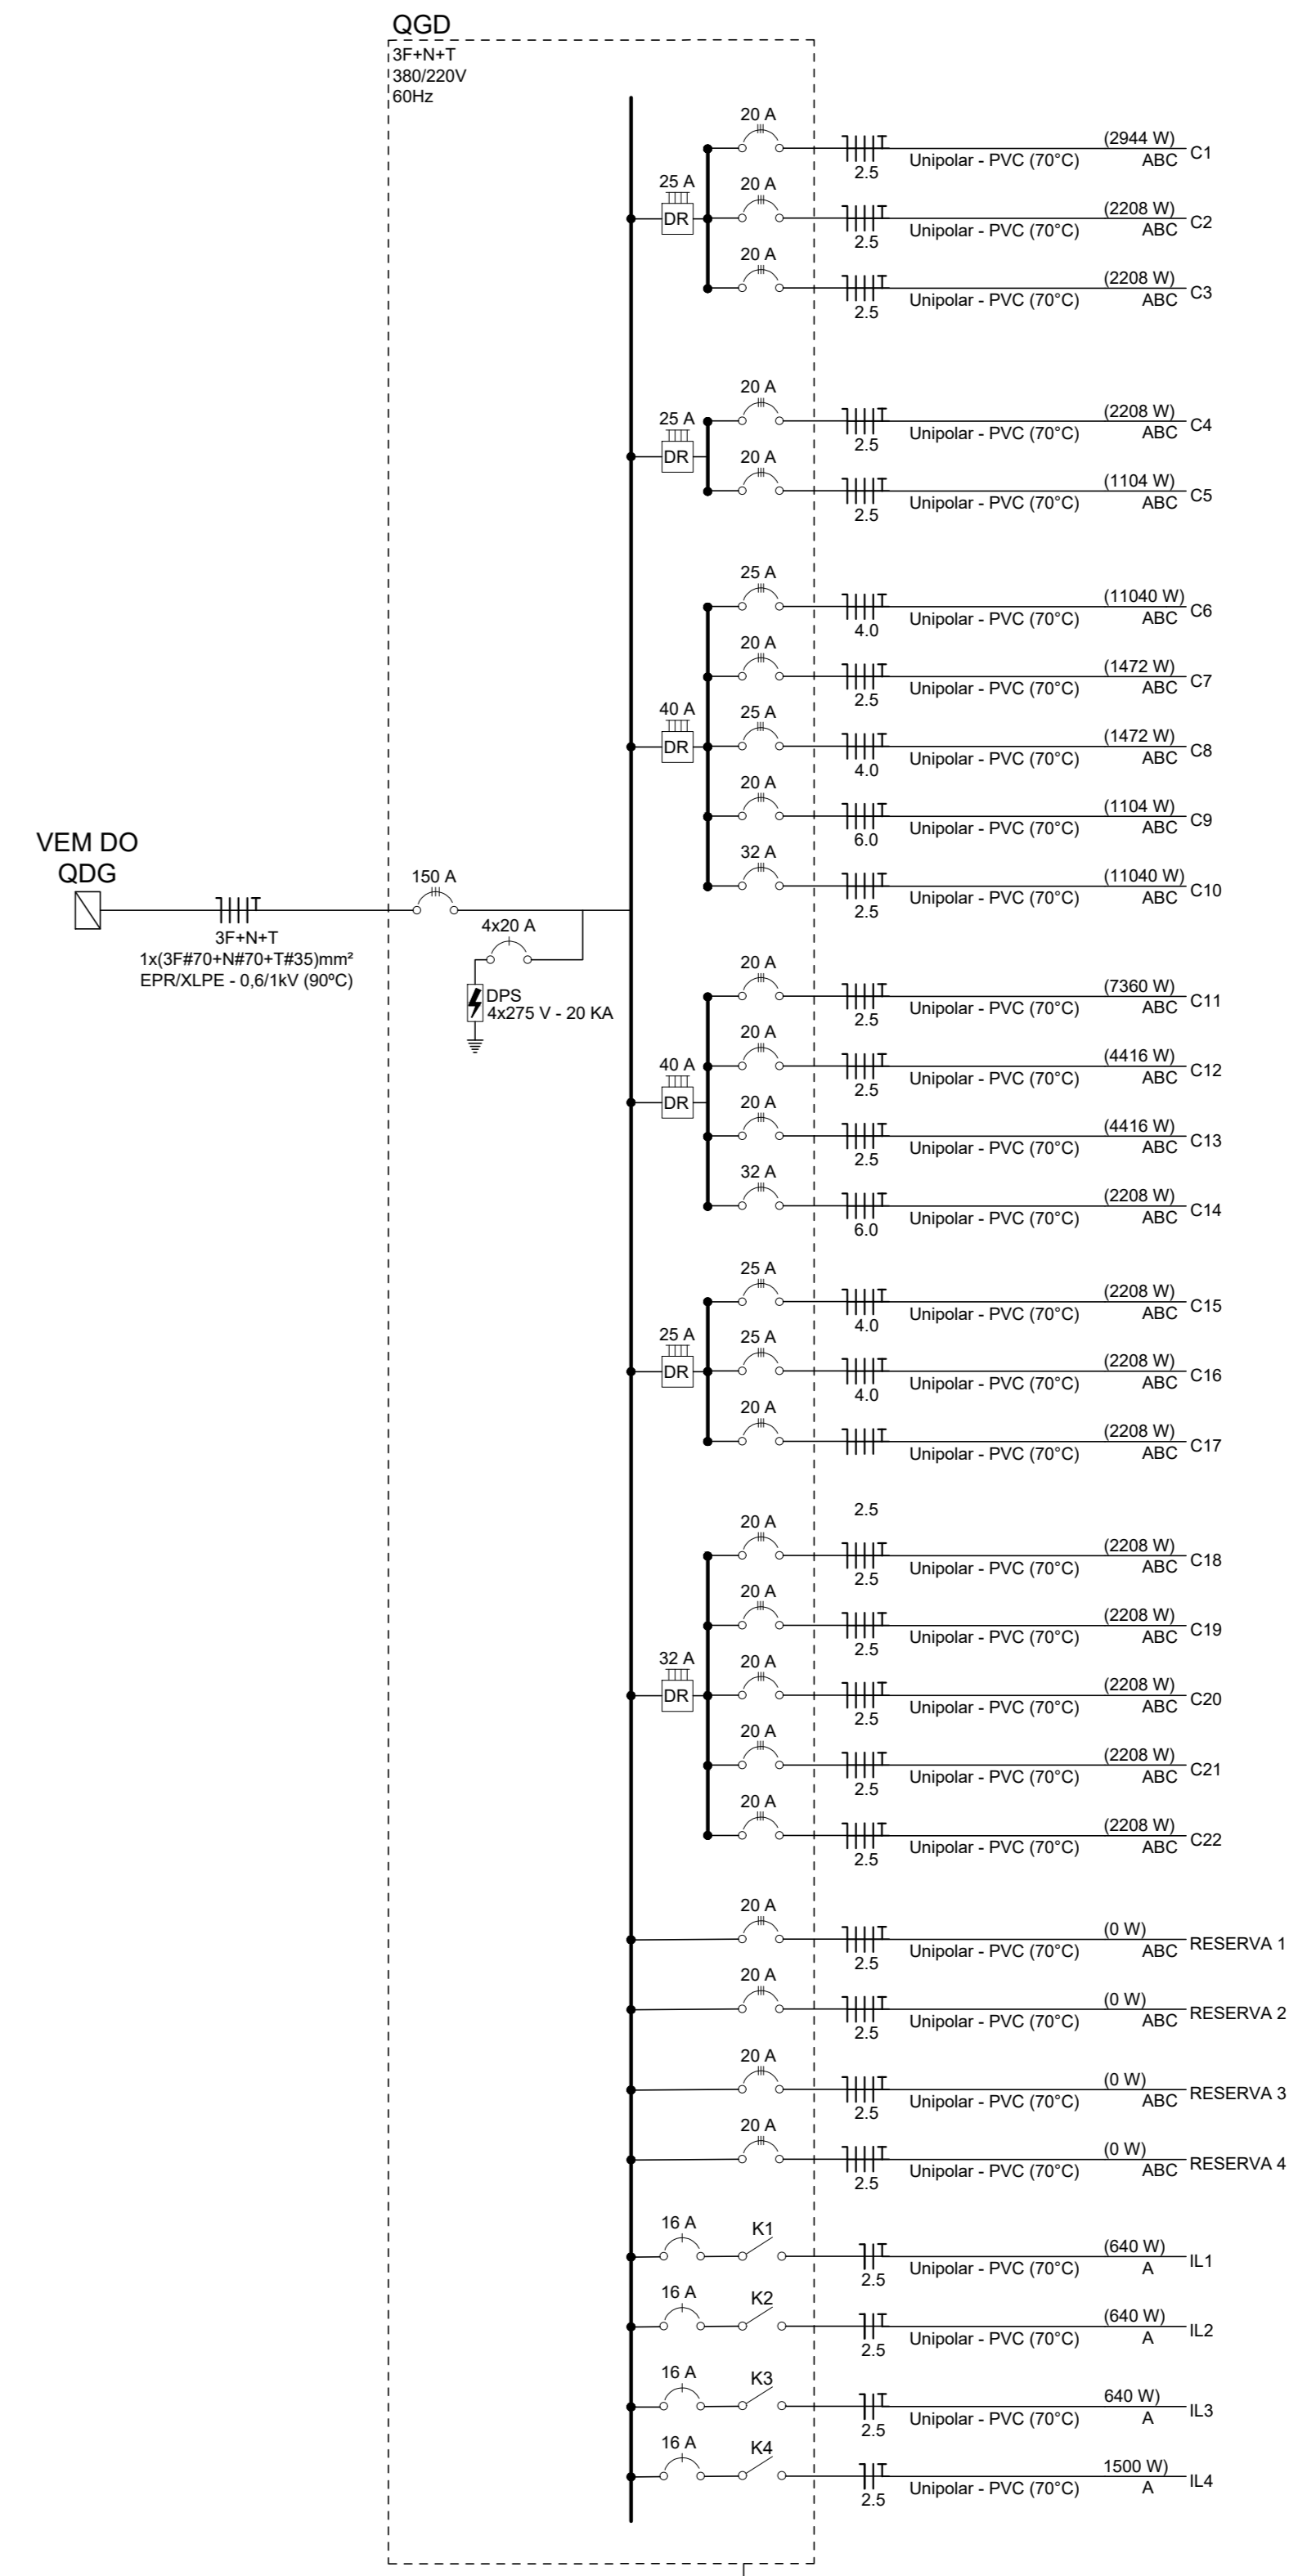 QGD
3F+N+T
380/220V
60Hz
20 A
2.5
Unipolar - PVC (70°C)
(2944 W)
ABC
C1
25 A
DR
20 A
2.5
Unipolar - PVC (70°C)
(2208 W)
ABC
C2
20 A
2.5
Unipolar - PVC (70°C)
(2208 W)
ABC
C3
20 A
2.5
Unipolar - PVC (70°C)
(2208 W)
ABC
C4
25 A
DR
20 A
2.5
Unipolar - PVC (70°C)
(1104 W)
ABC
C5
25 A
4.0
Unipolar - PVC (70°C)
(11040 W)
ABC
C6
20 A
2.5
Unipolar - PVC (70°C)
(1472 W)
ABC
C7
40 A
DR
25 A
4.0
Unipolar - PVC (70°C)
(1472 W)
ABC
C8
20 A
6.0
Unipolar - PVC (70°C)
(1104 W)
ABC
C9
32 A
2.5
Unipolar - PVC (70°C)
(11040 W)
ABC
C10
VEM DO
QDG
3F+N+T
1x(3F#70+N#70+T#35)mm²
EPR/XLPE - 0,6/1kV (90ºC)
150 A
4x20 A
DPS
4x275 V - 20 KA
20 A
2.5
Unipolar - PVC (70°C)
(7360 W)
ABC
C11
20 A
2.5
Unipolar - PVC (70°C)
(4416 W)
ABC
C12
40 A
DR
20 A
2.5
Unipolar - PVC (70°C)
(4416 W)
ABC
C13
32 A
6.0
Unipolar - PVC (70°C)
(2208 W)
ABC
C14
25 A
4.0
Unipolar - PVC (70°C)
(2208 W)
ABC
C15
25 A
DR
25 A
4.0
Unipolar - PVC (70°C)
(2208 W)
ABC
C16
20 A
Unipolar - PVC (70°C)
(2208 W)
ABC
C17
2.5
20 A
2.5
Unipolar - PVC (70°C)
(2208 W)
ABC
C18
20 A
2.5
Unipolar - PVC (70°C)
(2208 W)
ABC
C19
32 A
DR
20 A
2.5
Unipolar - PVC (70°C)
(2208 W)
ABC
C20
20 A
2.5
Unipolar - PVC (70°C)
(2208 W)
ABC
C21
20 A
2.5
Unipolar - PVC (70°C)
(2208 W)
ABC
C22
20 A
2.5
Unipolar - PVC (70°C)
(0 W)
ABC
RESERVA 1
20 A
2.5
Unipolar - PVC (70°C)
(0 W)
ABC
RESERVA 2
20 A
2.5
Unipolar - PVC (70°C)
(0 W)
ABC
RESERVA 3
20 A
2.5
Unipolar - PVC (70°C)
(0 W)
ABC
RESERVA 4
16 A
K1
2.5
Unipolar - PVC (70°C)
(640 W)
A
IL1
16 A
K2
2.5
Unipolar - PVC (70°C)
(640 W)
A
IL2
16 A
K3
2.5
Unipolar - PVC (70°C)
640 W)
A
IL3
16 A
K4
2.5
Unipolar - PVC (70°C)
1500 W)
A
IL4